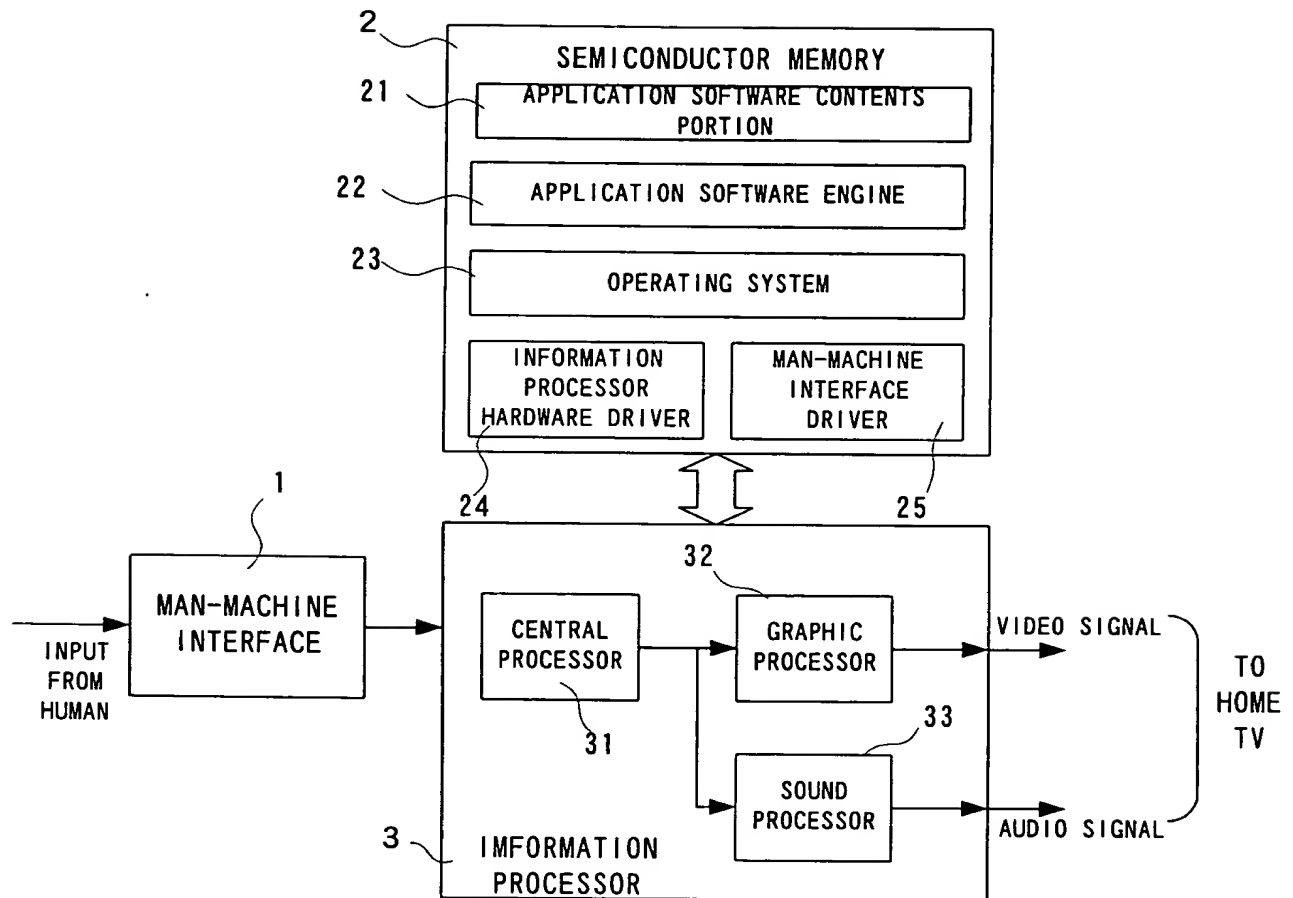 2
SEMICONDUCTOR MEMORY
21
APPLICATION SOFTWARE CONTENTS
PORTION
22
APPLICATION SOFTWARE ENGINE
23
OPERATING SYSTEM
INFORMATION
PROCESSOR
HARDWARE DRIVER
MAN-MACHINE
INTERFACE
DRIVER
24
25
1
MAN-MACHINE
INTERFACE
INPUT
FROM
HUMAN
32
CENTRAL
PROCESSOR
31
GRAPHIC
PROCESSOR
33
SOUND
PROCESSOR
3
IMFORMATION
PROCESSOR
VIDEO SIGNAL
AUDIO SIGNAL
TO
HOME
TV